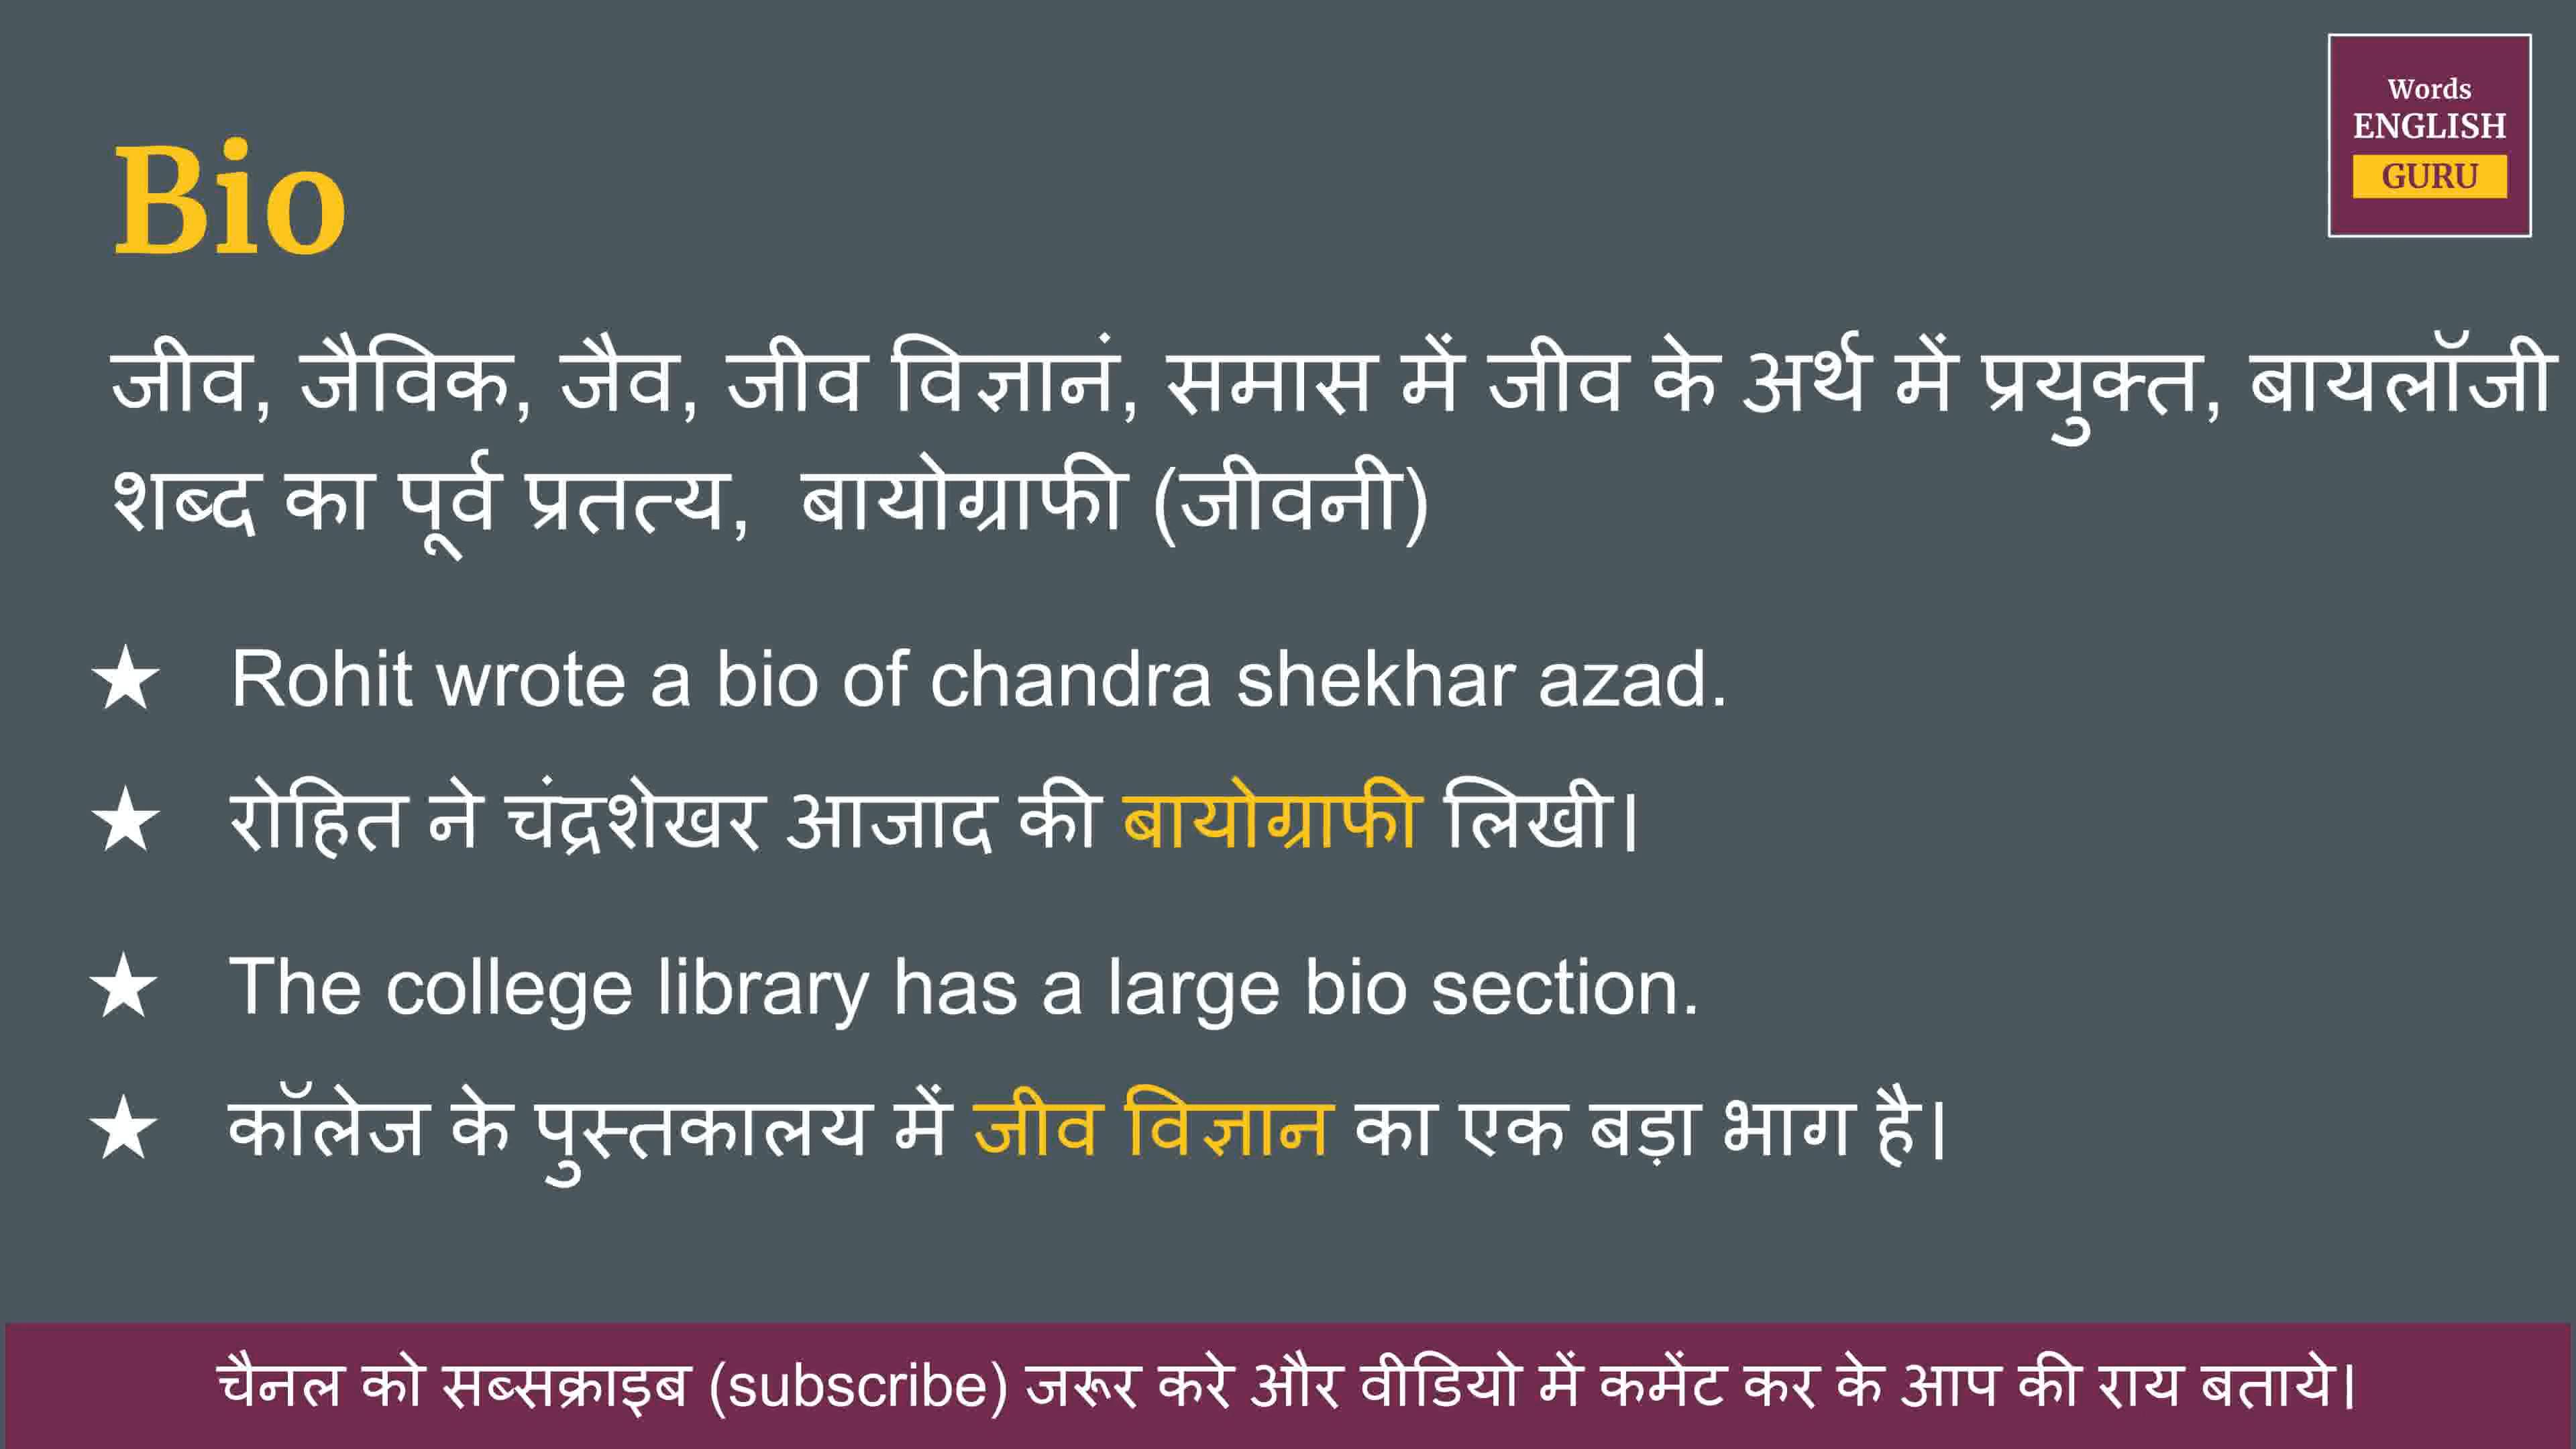 Words
ENGLISH
GURU
Bio
जीव, जैविक, जैव, जीव विज्ञानं, समास में जीव के अर्थ में प्रयुक्त, बायलॉजी
शब्द का पूर्व प्रतत्य, बायोग्राफी (जीवनी)
★ Rohit wrote a bio of chandra shekhar azad.
★ रोहित ने चंद्रशेखर आजाद की बायोग्राफी लिखी।
★ The college library has a large bio section.
★ कॉलेज के पुस्तकालय में जीव विज्ञान का एक बड़ा भाग है।
चैनल को सब्सक्राइब (subscribe) जरूर करे और वीडियो में कमेंट कर के आप की राय बताये।